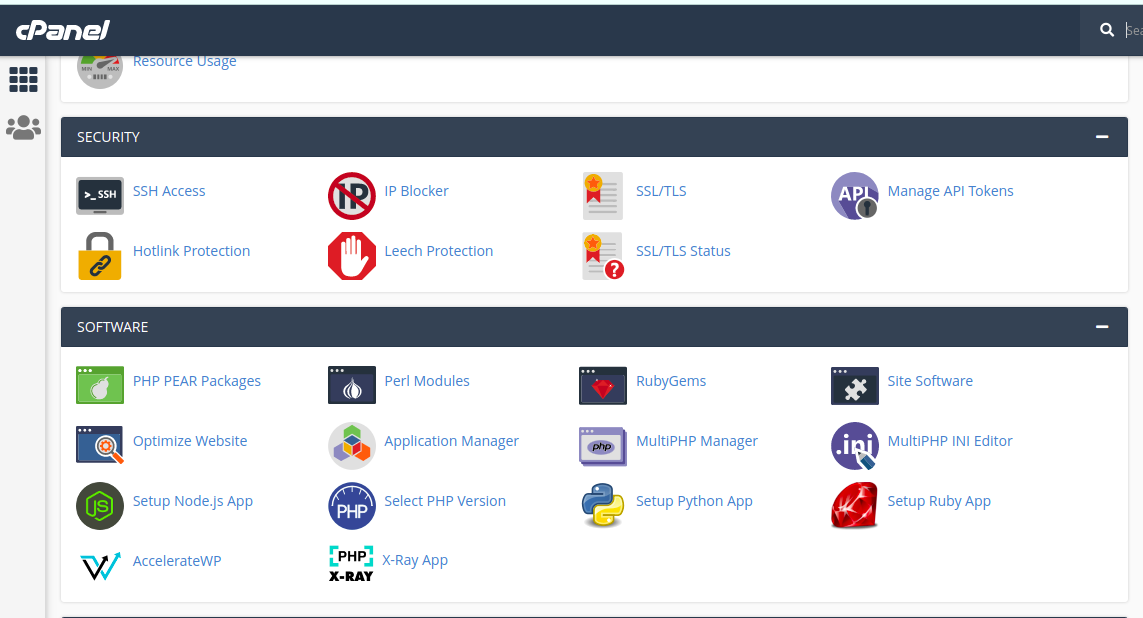 cPanel
Sea
MIN MAX
Resource Usage
SECURITY
>_ SSH
SSH Access
IP
IP Blocker
SSL/TLS
API
Manage API Tokens
Hotlink Protection
Leech Protection
?
SSL/TLS Status
SOFTWARE
PHP PEAR Packages
Perl Modules
RubyGems
Site Software
Optimize Website
Application Manager
php
MultiPHP Manager
.ini
MultiPHP INI Editor
JS
Setup Node.js App
PHP
Select PHP Version
Setup Python App
Setup Ruby App
AccelerateWP
PHP
X-RAY
X-Ray App